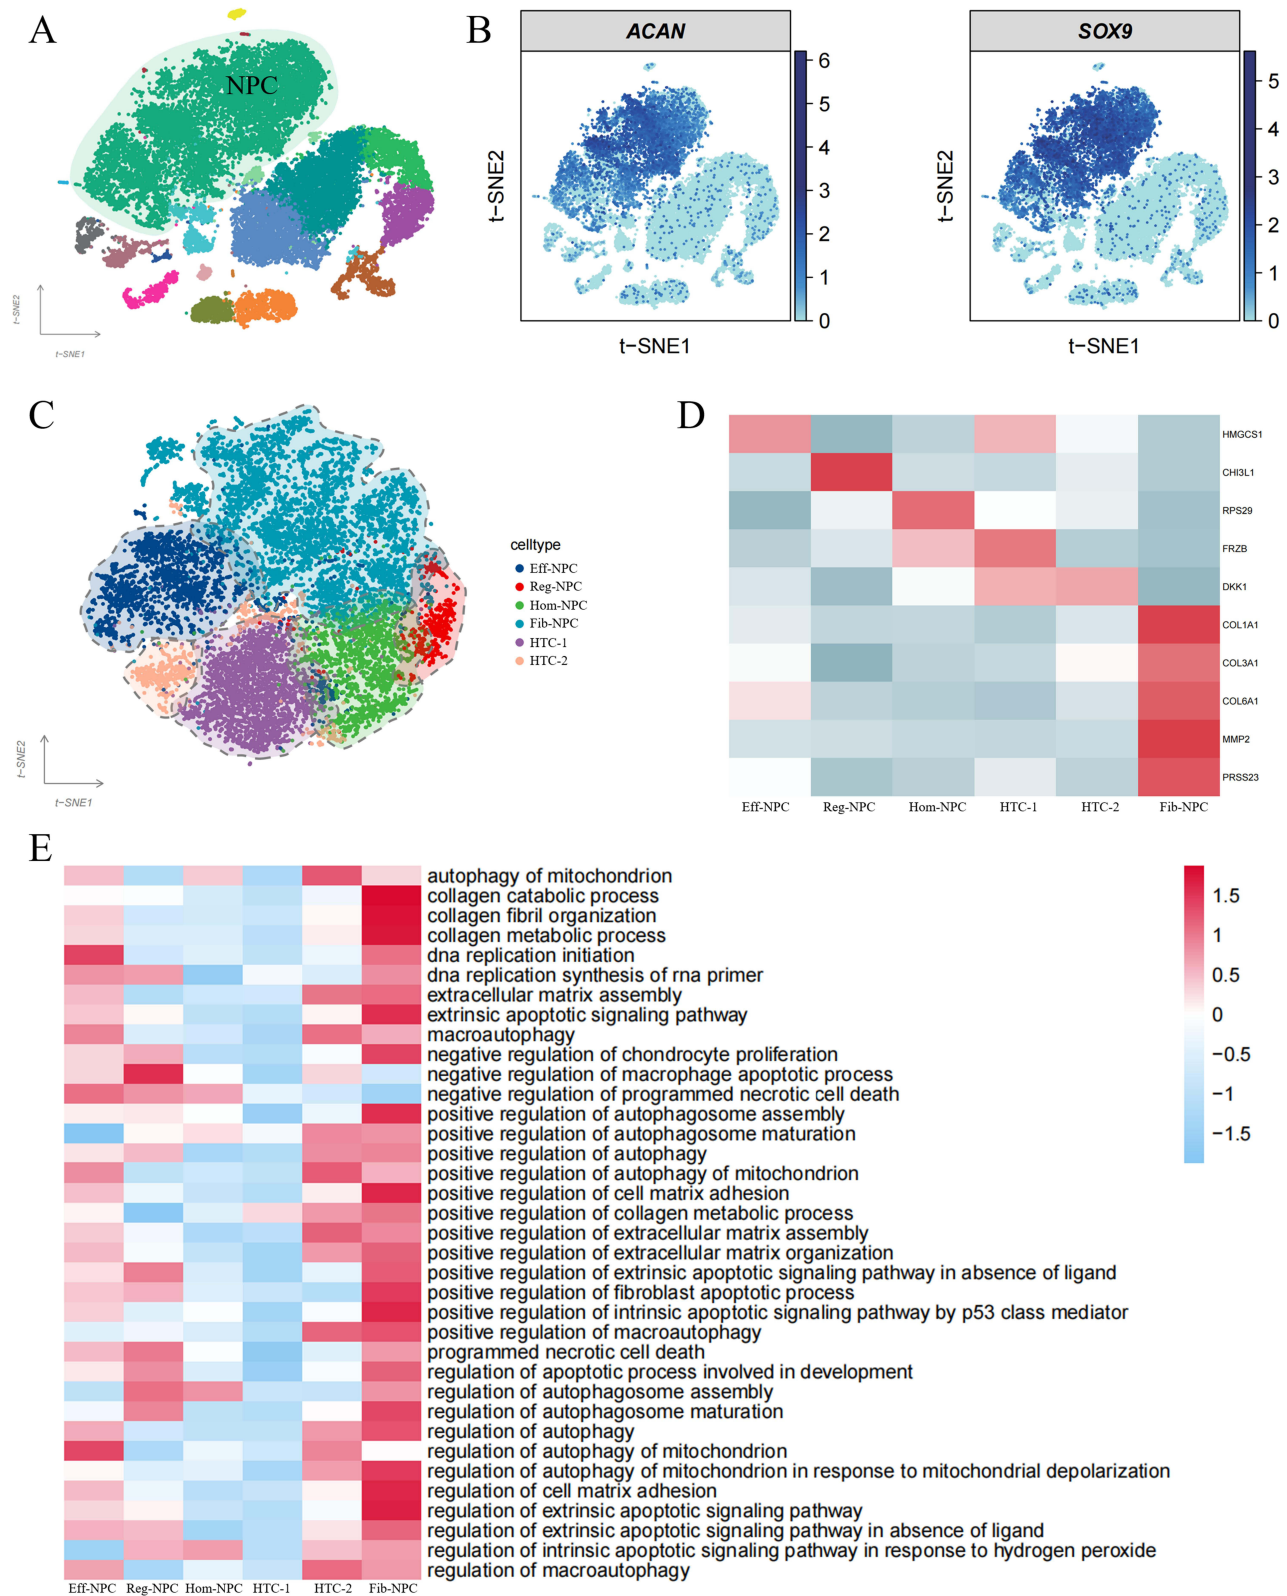 A
NPC
t-SNE2
t-SNE1
B
ACAN
6
5
4
3
2
1
0
t-SNE2
t-SNE1
SOX9
5
4
3
2
1
0
t-SNE2
t-SNE1
C
celltype
Eff-NPC
Reg-NPC
Hom-NPC
Fib-NPC
HTC-1
HTC-2
t-SNE2
t-SNE1
D
HMGCS1
CHI3L1
RPS29
FRZB
DKK1
COL1A1
COL3A1
COL6A1
MMP2
PRSS23
Eff-NPC Reg-NPC Hom-NPC HTC-1 HTC-2 Fib-NPC
E
autophagy of mitochondrion
collagen catabolic process
collagen fibril organization
collagen metabolic process
dna replication initiation
dna replication synthesis of rna primer
extracellular matrix assembly
extrinsic apoptotic signaling pathway
macroautophagy
negative regulation of chondrocyte proliferation
negative regulation of macrophage apoptotic process
negative regulation of programmed necrotic cell death
positive regulation of autophagosome assembly
positive regulation of autophagosome maturation
positive regulation of autophagy
positive regulation of autophagy of mitochondrion
positive regulation of cell matrix adhesion
positive regulation of collagen metabolic process
positive regulation of extracellular matrix assembly
positive regulation of extracellular matrix organization
positive regulation of extrinsic apoptotic signaling pathway in absence of ligand
positive regulation of fibroblast apoptotic process
positive regulation of intrinsic apoptotic signaling pathway by p53 class mediator
positive regulation of macroautophagy
programmed necrotic cell death
regulation of apoptotic process involved in development
regulation of autophagosome assembly
regulation of autophagosome maturation
regulation of autophagy
regulation of autophagy of mitochondrion
regulation of autophagy of mitochondrion in response to mitochondrial depolarization
regulation of cell matrix adhesion
regulation of extrinsic apoptotic signaling pathway
regulation of extrinsic apoptotic signaling pathway in absence of ligand
regulation of intrinsic apoptotic signaling pathway in response to hydrogen peroxide
regulation of macroautophagy
Eff-NPC Reg-NPC Hom-NPC HTC-1 HTC-2 Fib-NPC
1.5
1
0.5
0
−0.5
−1
−1.5